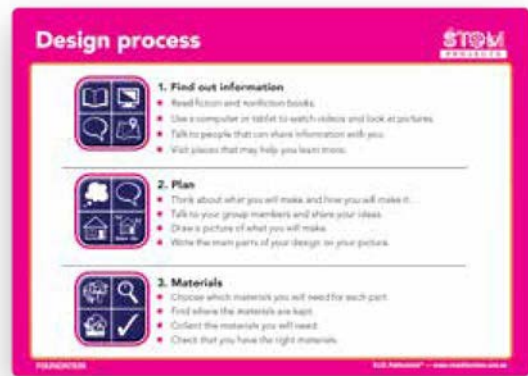 Design process
STEM
PROJECTS
1. Find out information
Read fiction and nonfiction books.
Use a computer or tablet to watch videos and look at pictures.
Talk to people that can share information with you.
Visit places that may help you learn more.
2. Plan
Think about what you will make and how you will make it.
Talk to your group members and share your ideas.
Draw a picture of what you will make.
Write the main parts of your design on your picture.
3. Materials
Choose which materials you will need for each part.
Find where the materials are kept.
Collect the materials you will need.
Check that you have the right materials.
FOUNDATION